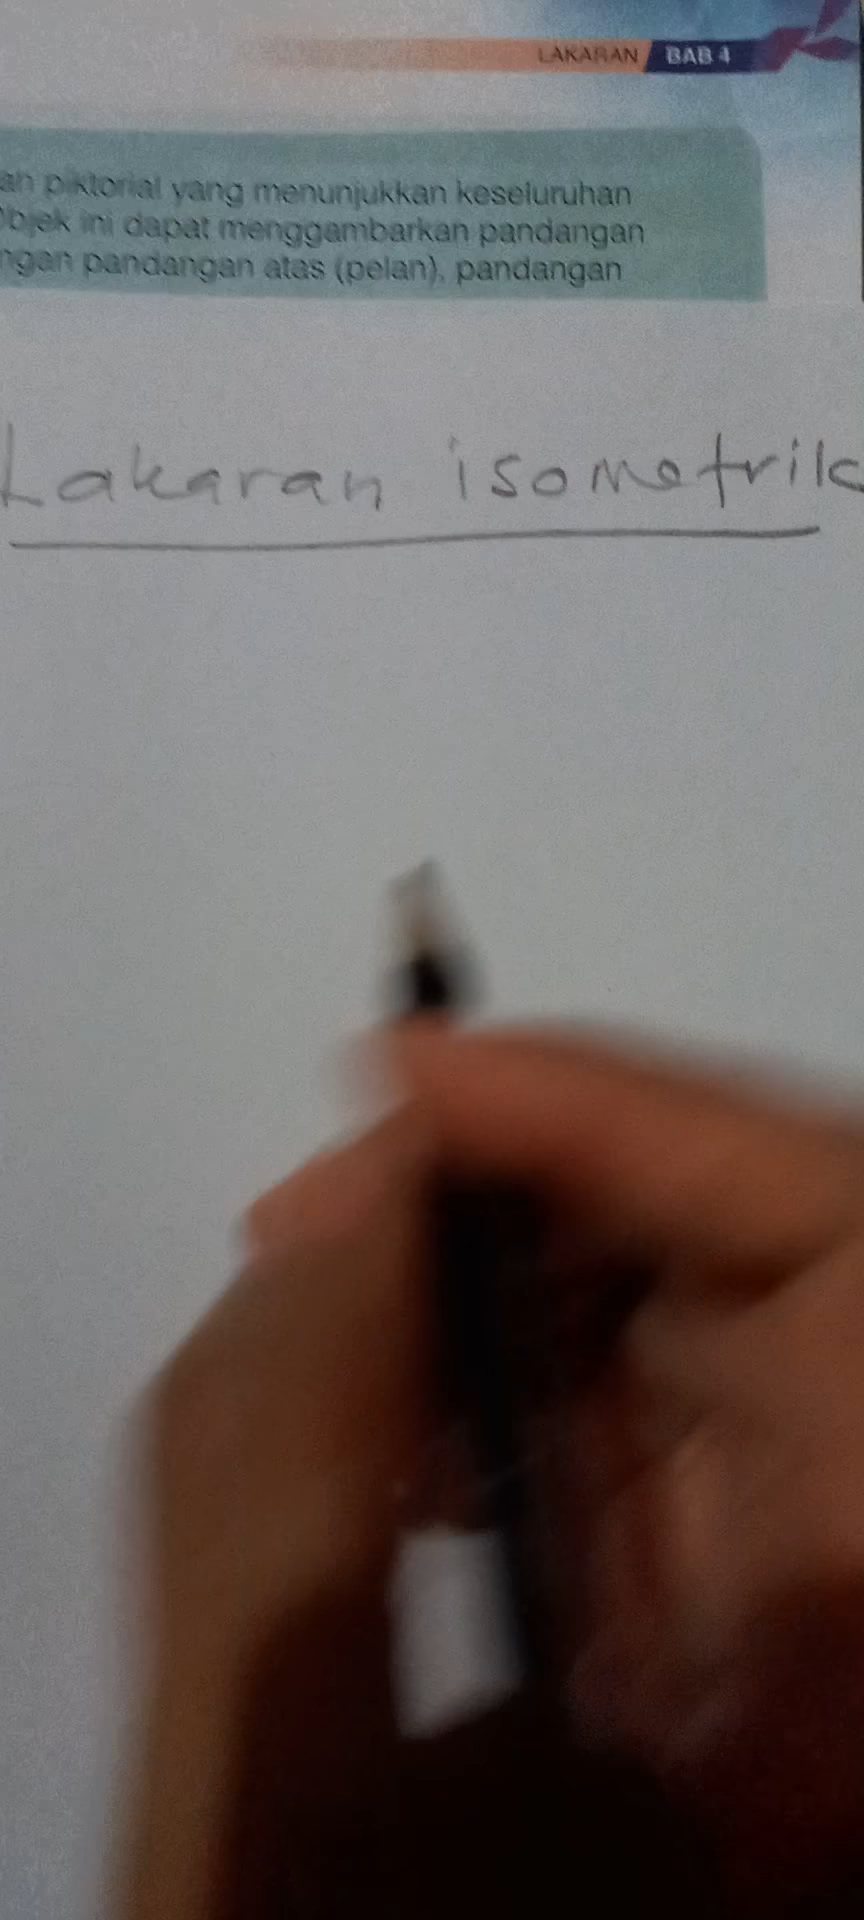 LAKARAN BAB 4
an piktorial yang menunjukkan keseluruhan
Objek ini dapat menggambarkan pandangan
ngan pandangan atas (pelan), pandangan
Lakaran isometrik